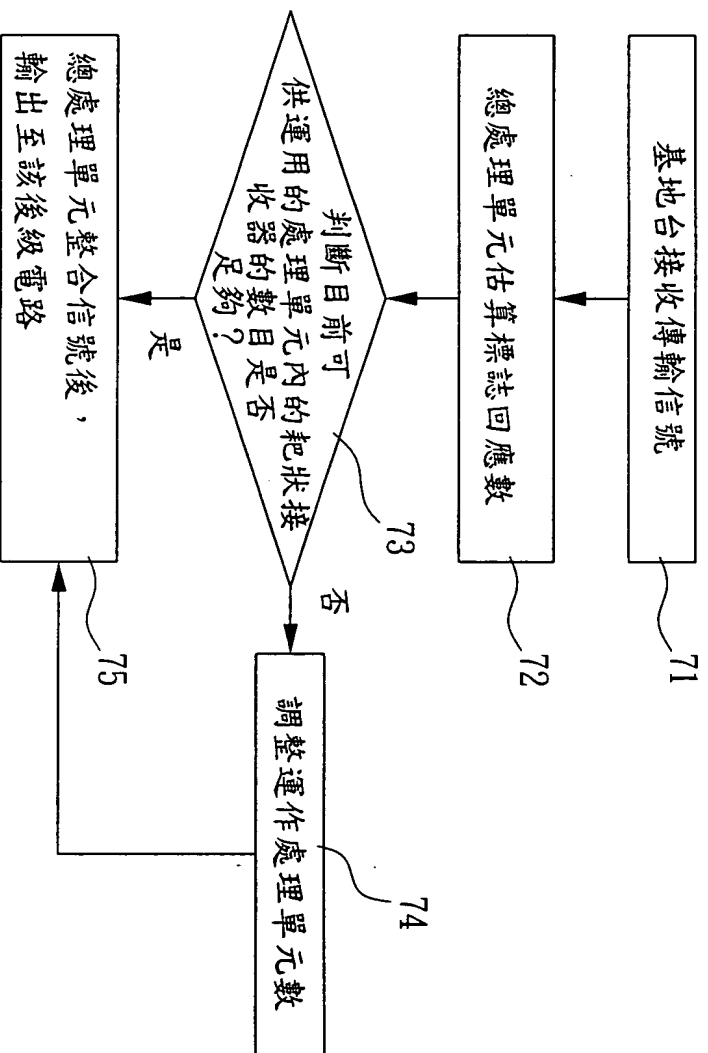 基地台接收傳輸信號
71
總處理單元估算標誌回應數
72
判斷目前可
供運用的處理單元內的耙狀接
收器的數目是否
足夠？
73
是
否
調整運作處理單元數
74
總處理單元整合信號後，
輸出至該後級電路
75